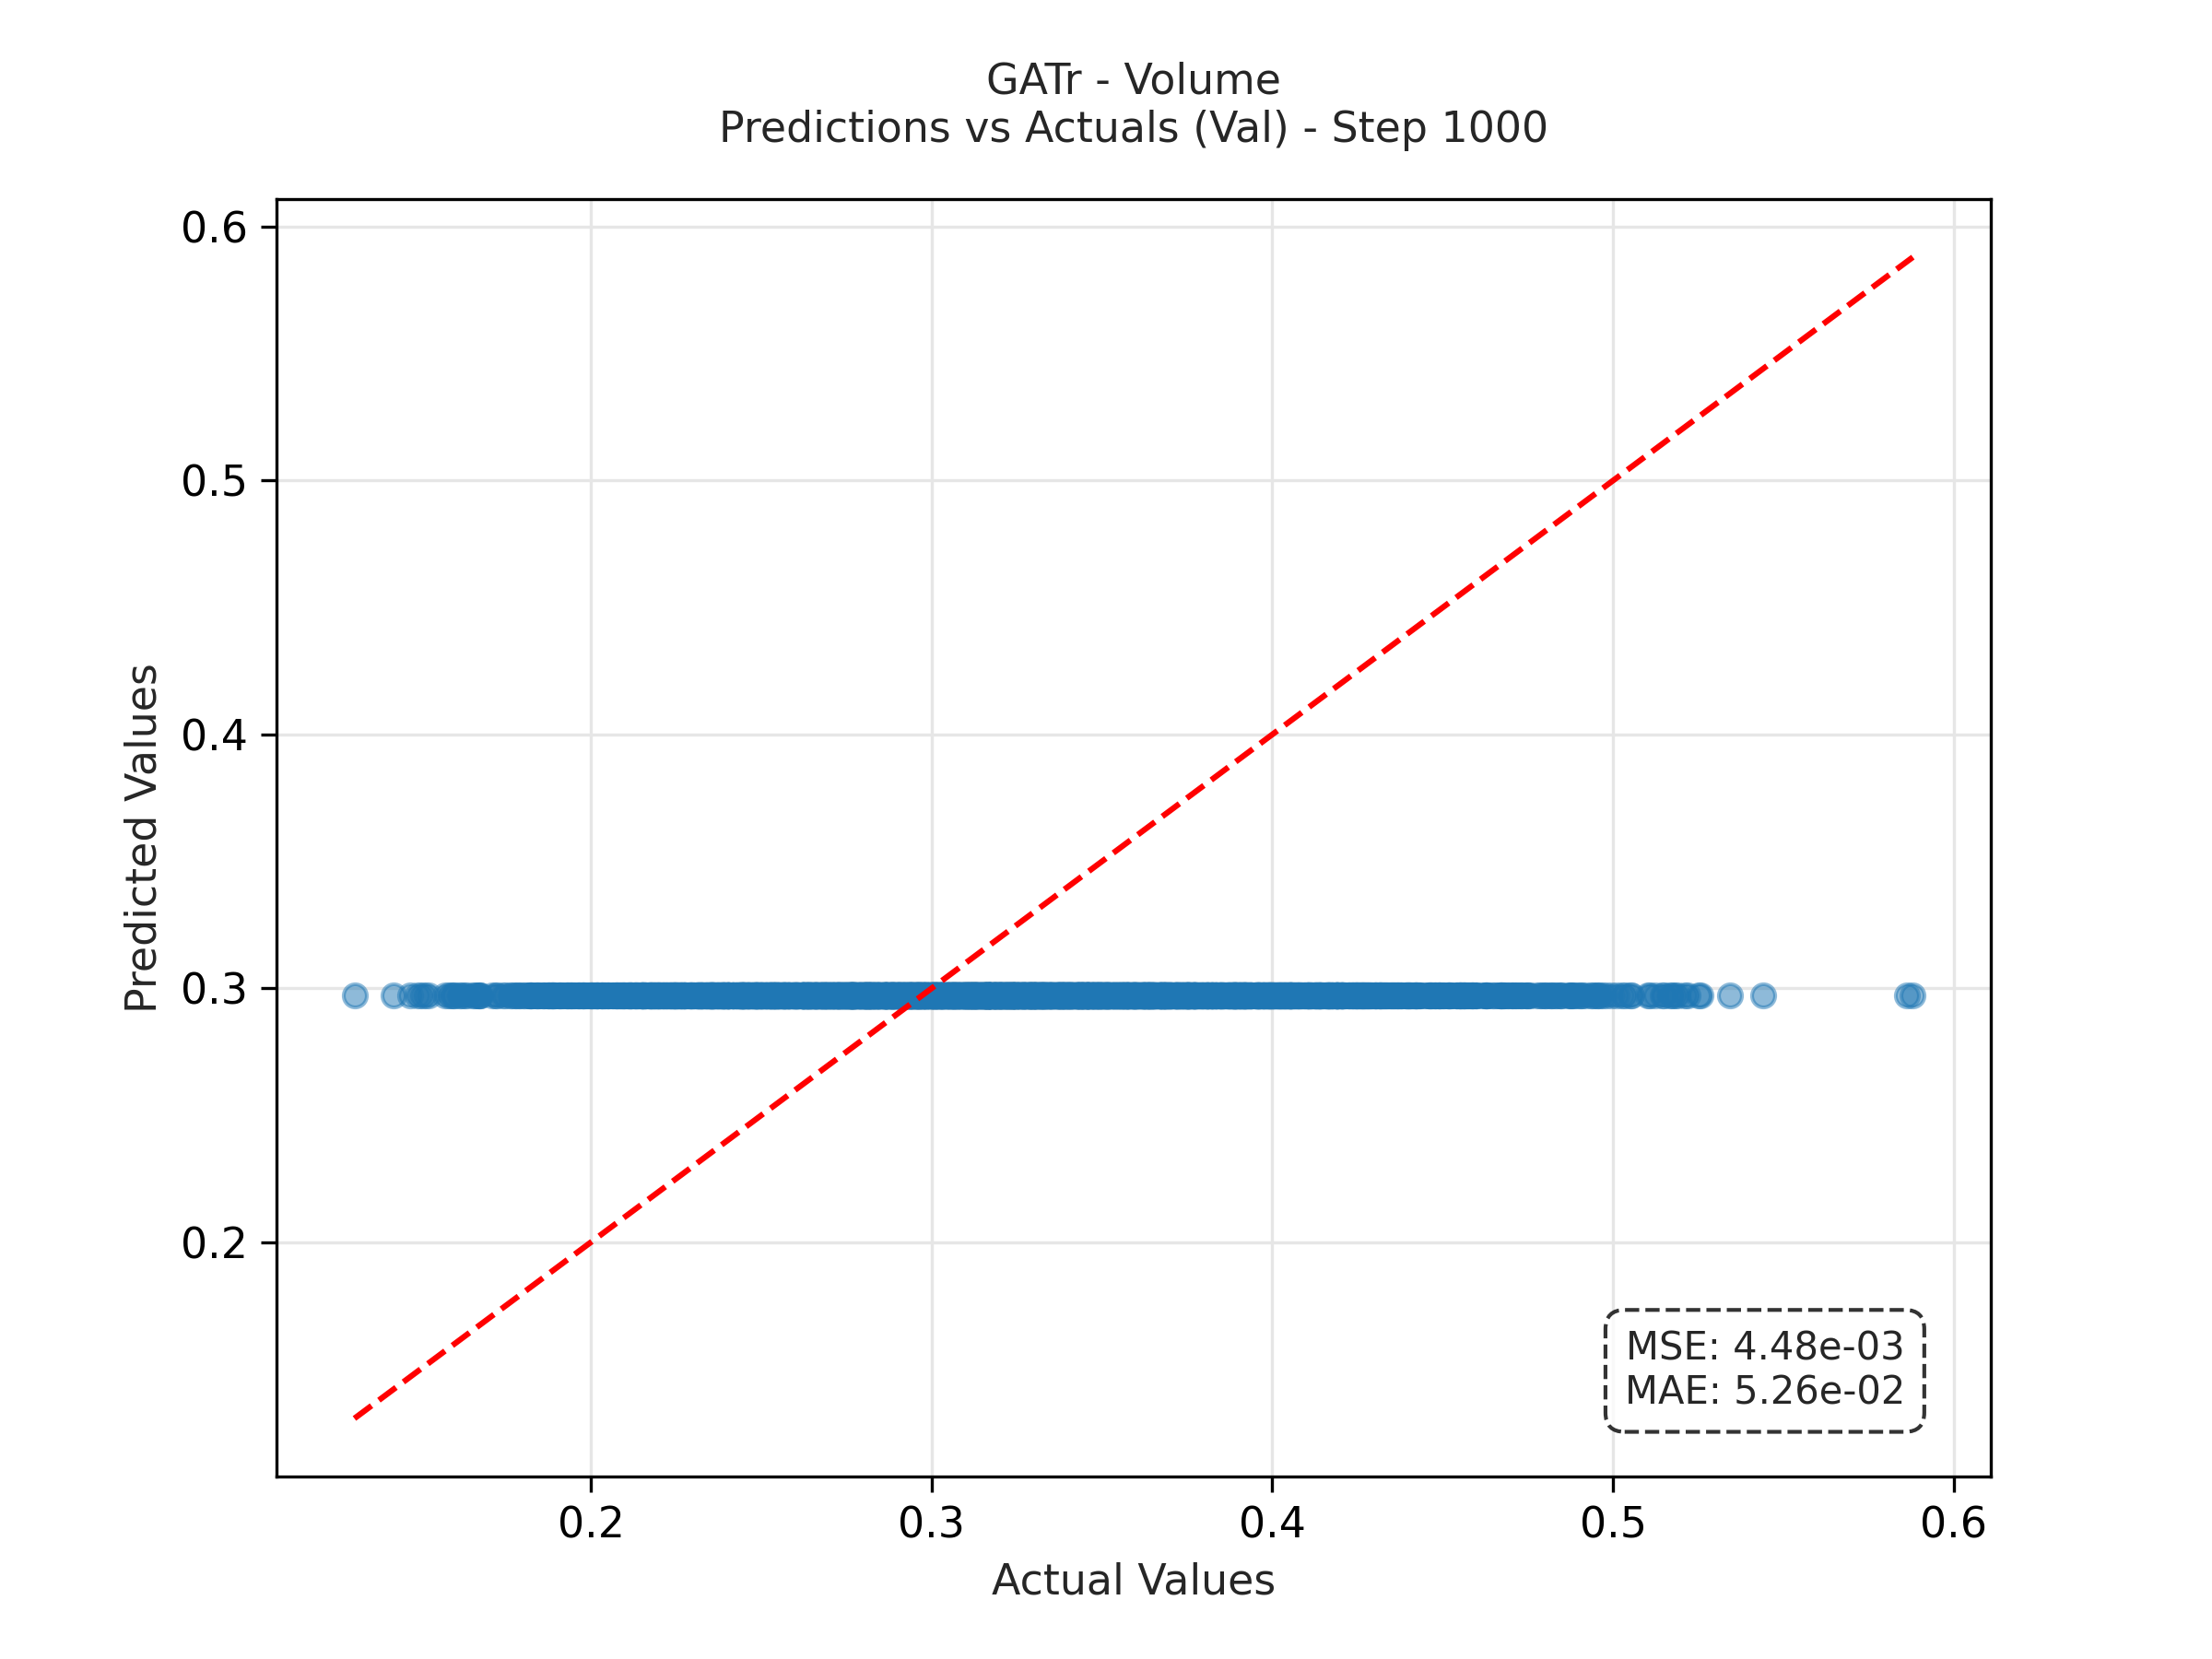 GATr - Volume
Predictions vs Actuals (Val) - Step 1000
0.6
0.5
0.4
0.3
0.2
Predicted Values
MSE: 4.48e-03
MAE: 5.26e-02
0.2 0.3 0.4 0.5 0.6
Actual Values